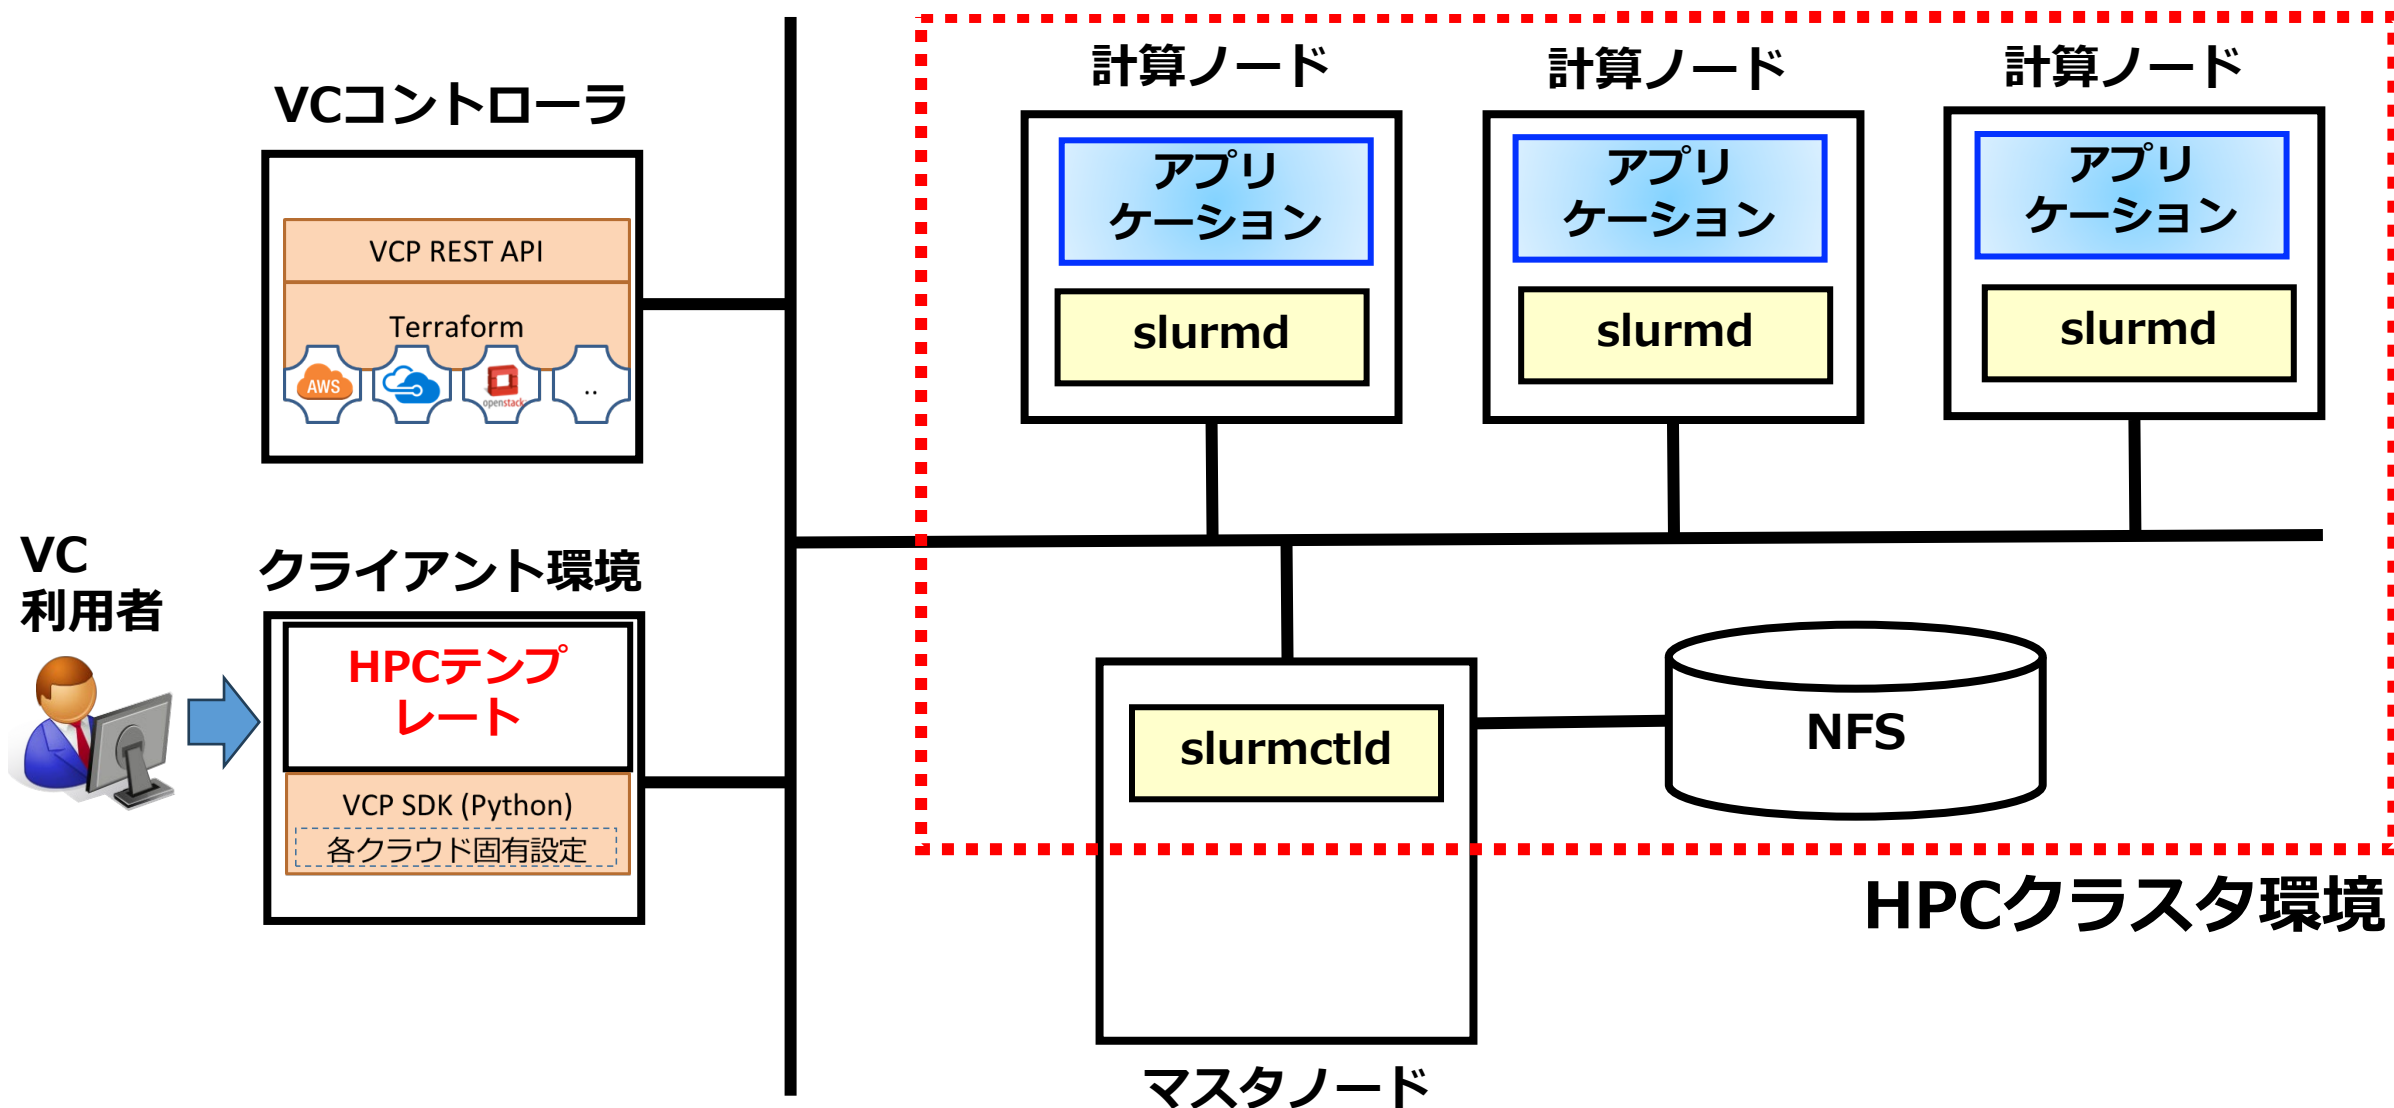 VCコントローラ
VCP REST API
Terraform
AWS
openstack
..
VC
利用者
クライアント環境
HPCテンプ
レート
VCP SDK (Python)
各クラウド固有設定
計算ノード
アプリ
ケーション
slurmd
計算ノード
アプリ
ケーション
slurmd
計算ノード
アプリ
ケーション
slurmd
slurmctld
マスタノード
NFS
HPCクラスタ環境